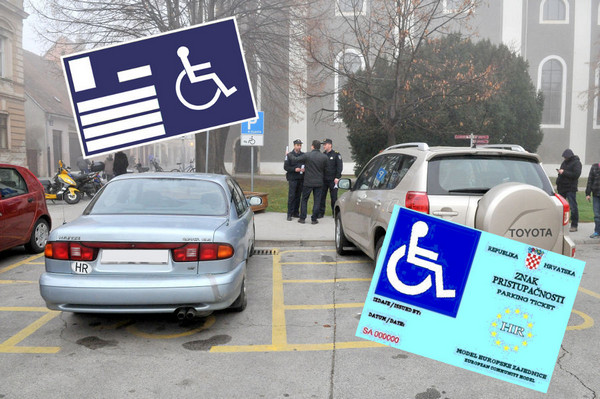 P
HR
TOYOTA
REPUBLIKA HRVATSKA
ZNAK
PRISTUPAČNOSTI
PARKING TICKET
IZDAJE / ISSUED BY:
DATUM / DATE:
SA 000000
HR
MODEL EUROPSKE ZAJEDNICE
EUROPEAN COMMUNITY MODEL